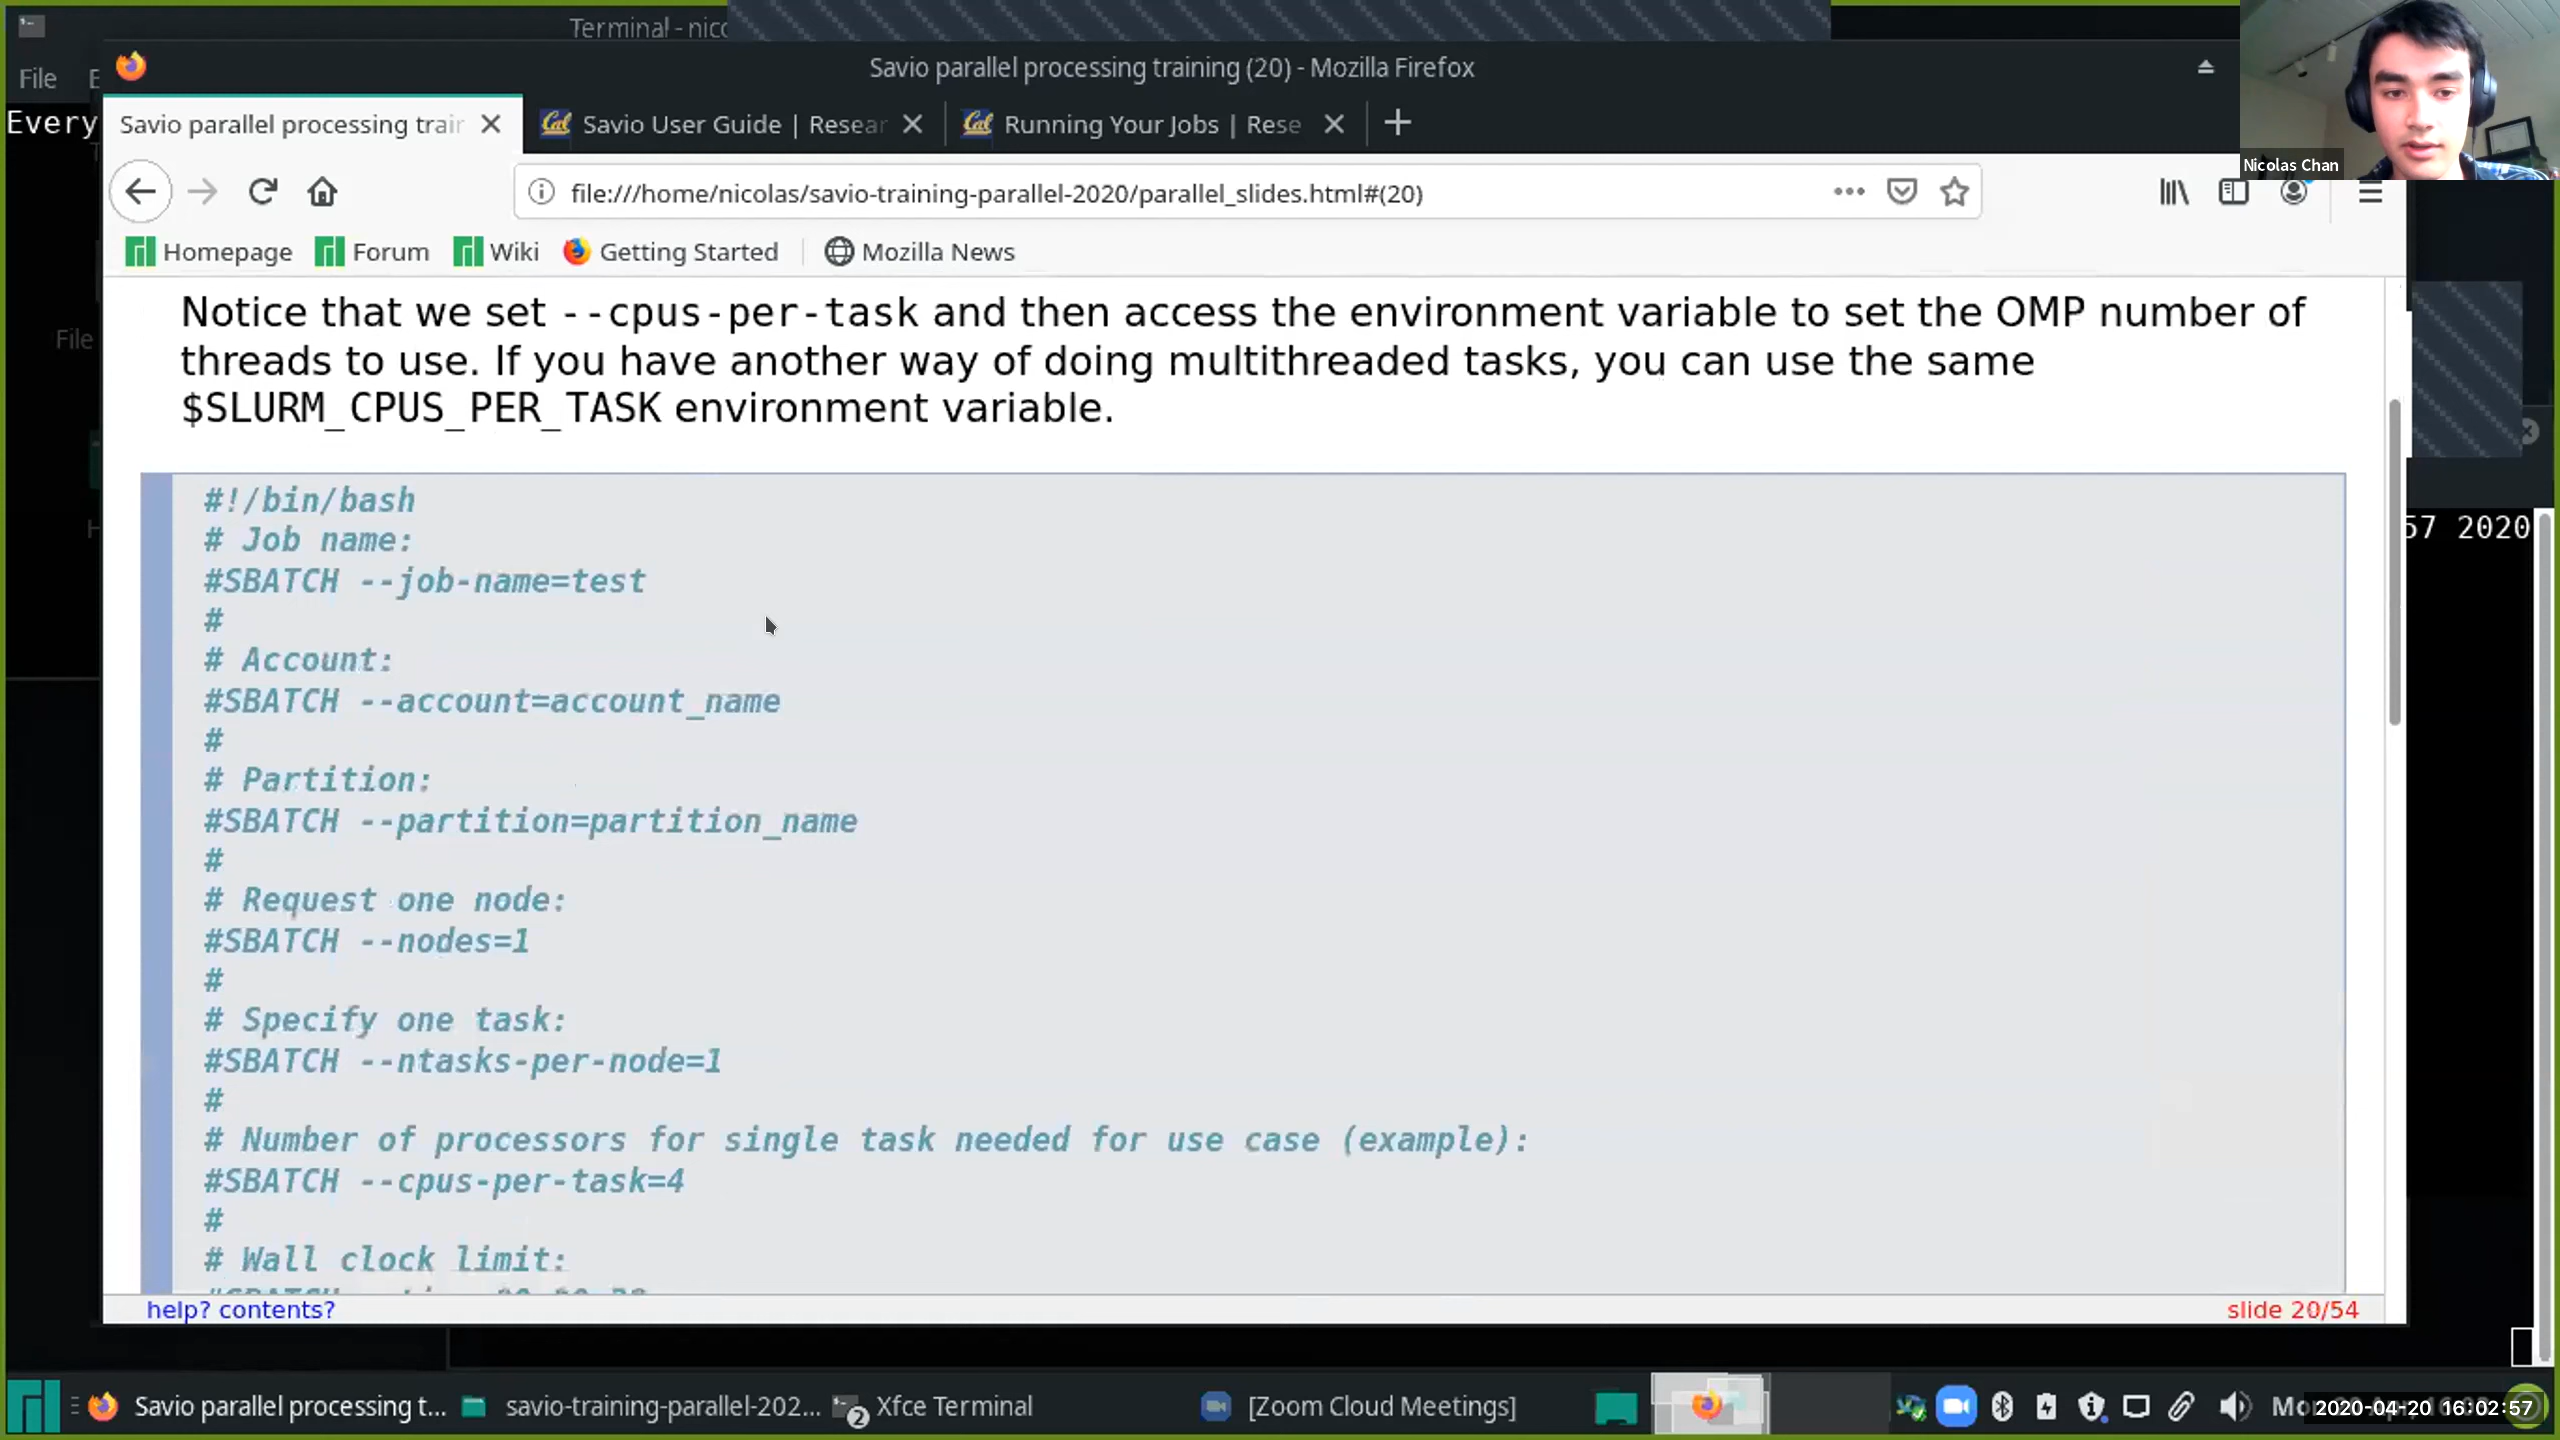 Terminal - nico
File
Savio parallel processing training (20) - Mozilla Firefox
Every
Savio parallel processing train
Savio User Guide | Resear
Running Your Jobs | Rese
Nicolas Chan
file:///home/nicolas/savio-training-parallel-2020/parallel_slides.html#(20)
Homepage
Forum
Wiki
Getting Started
Mozilla News
File
Notice that we set --cpus-per-task and then access the environment variable to set the OMP number of
threads to use. If you have another way of doing multithreaded tasks, you can use the same
$SLURM_CPUS_PER_TASK environment variable.
57 2020
#!/bin/bash
# Job name:
#SBATCH --job-name=test
#
# Account:
#SBATCH --account=account_name
#
# Partition:
#SBATCH --partition=partition_name
#
# Request one node:
#SBATCH --nodes=1
#
# Specify one task:
#SBATCH --ntasks-per-node=1
#
# Number of processors for single task needed for use case (example):
#SBATCH --cpus-per-task=4
#
# Wall clock limit:
help? contents?
slide 20/54
Savio parallel processing t...
savio-training-parallel-202...
2
Xfce Terminal
[Zoom Cloud Meetings]
2020-04-20 16:02:57